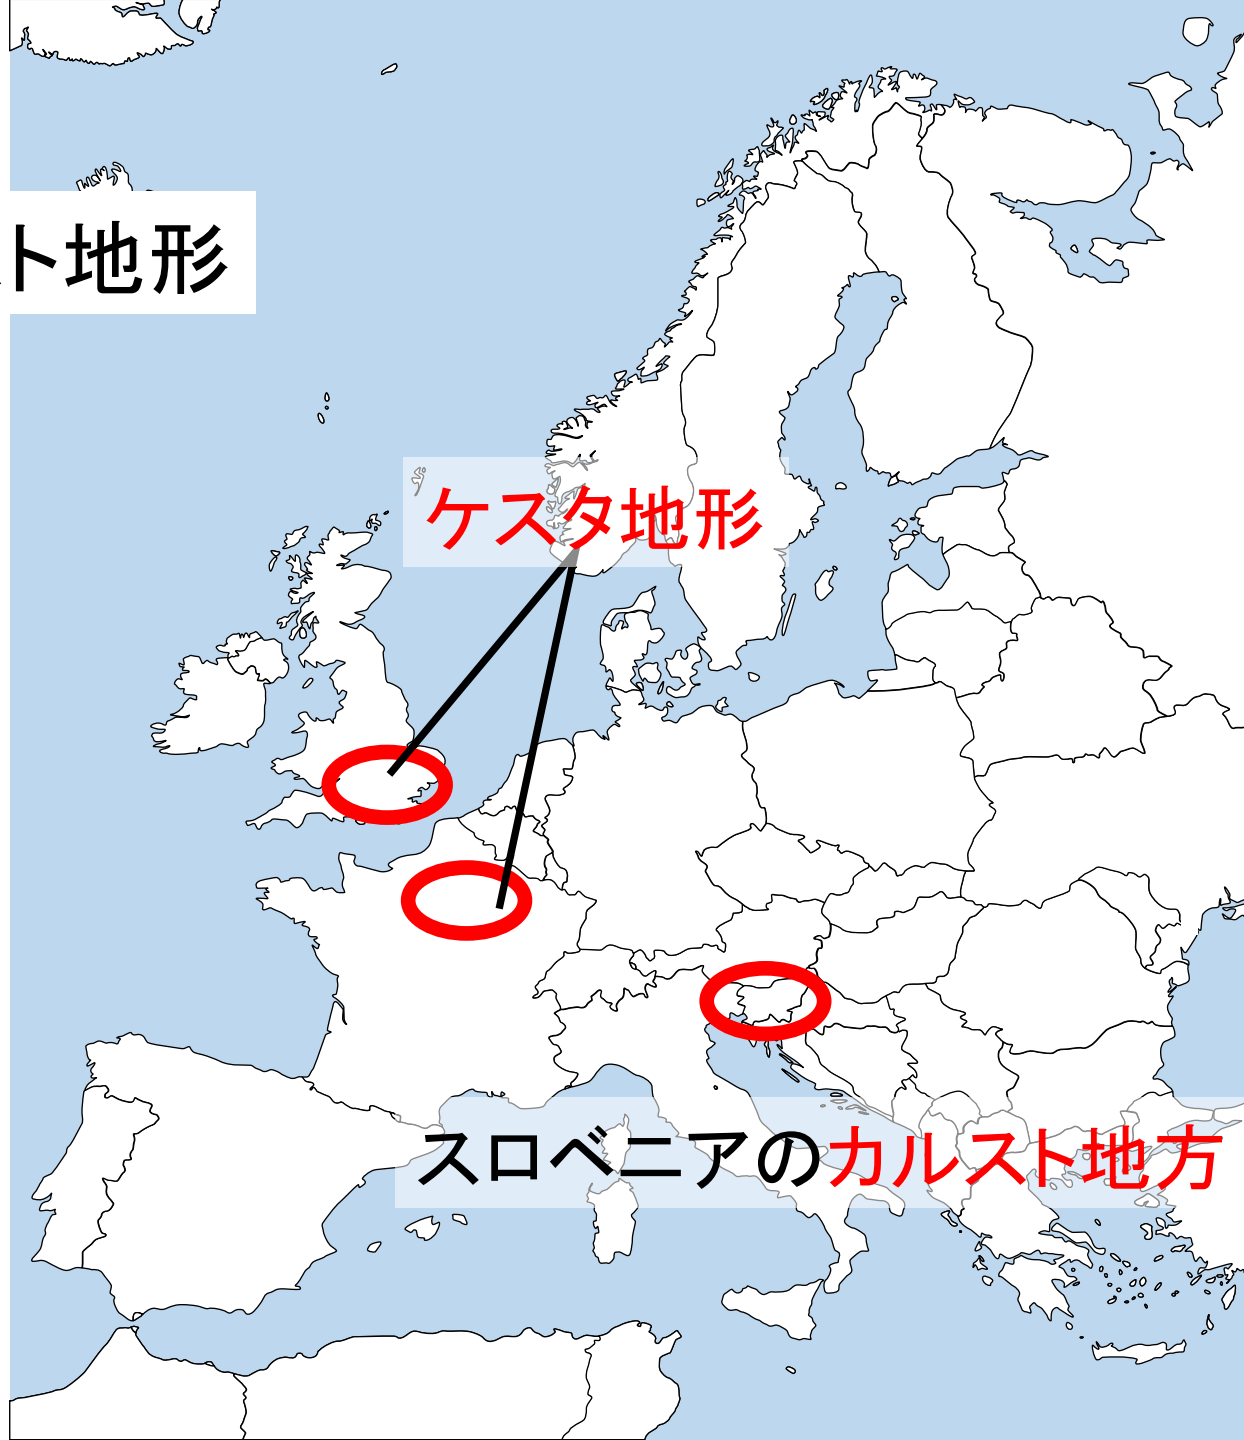 ト地形
ケスタ地形
スロベニアのカルスト地方